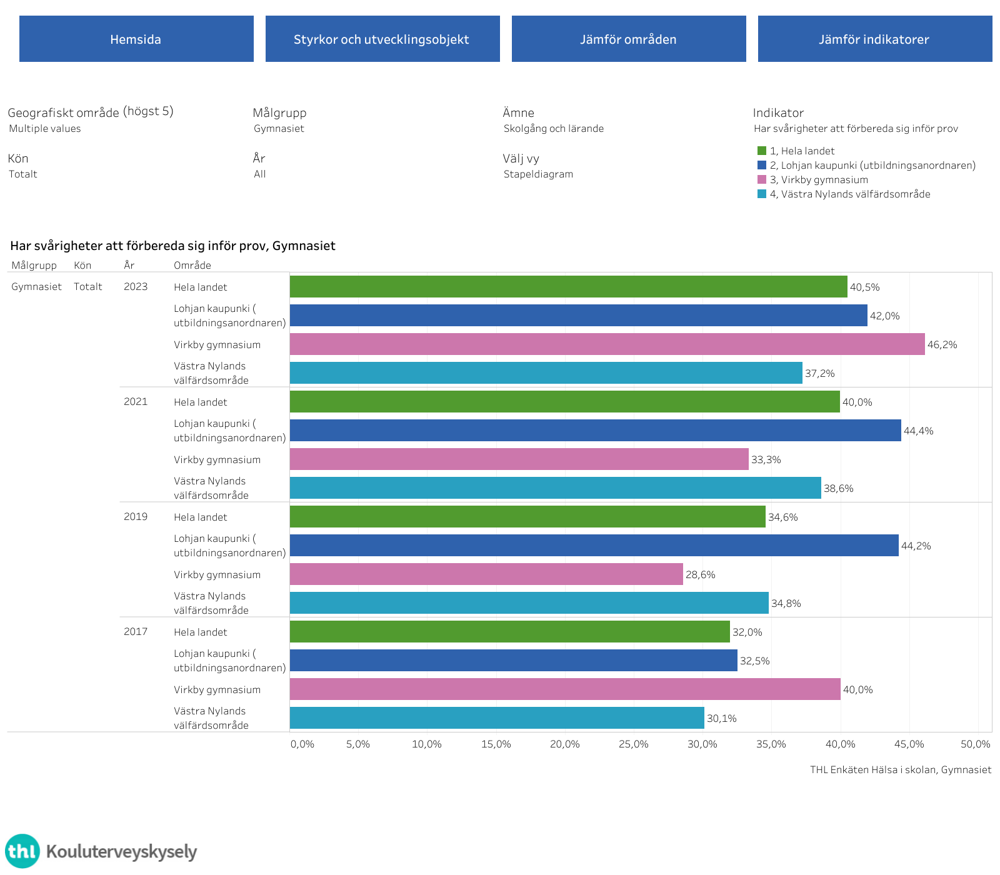 Hemsida
Styrkor och utvecklingsobjekt
Jämför områden
Jämför indikatorer
Geografiskt område (högst 5)
Multiple values
Målgrupp
Gymnasiet
Ämne
Skolgång och lärande
Indikator
Har svårigheter att förbereda sig inför prov
Kön
Totalt
År
All
Välj vy
Stapeldiagram
1, Hela landet
2, Lohjan kaupunki (utbildningsanordnaren)
3, Virkby gymnasium
4, Västra Nylands välfärdsområde
Har svårigheter att förbereda sig inför prov, Gymnasiet
Målgrupp Kön År Område
Gymnasiet Totalt 2023 Hela landet 40,5%
Lohjan kaupunki (
utbildningsanordnaren) 42,0%
Virkby gymnasium 46,2%
Västra Nylands
välfärdsområde 37,2%
2021 Hela landet 40,0%
Lohjan kaupunki (
utbildningsanordnaren) 44,4%
Virkby gymnasium 33,3%
Västra Nylands
välfärdsområde 38,6%
2019 Hela landet 34,6%
Lohjan kaupunki (
utbildningsanordnaren) 44,2%
Virkby gymnasium 28,6%
Västra Nylands
välfärdsområde 34,8%
2017 Hela landet 32,0%
Lohjan kaupunki (
utbildningsanordnaren) 32,5%
Virkby gymnasium 40,0%
Västra Nylands
välfärdsområde 30,1%
0,0% 5,0% 10,0% 15,0% 20,0% 25,0% 30,0% 35,0% 40,0% 45,0% 50,0%
THL Enkäten Hälsa i skolan, Gymnasiet
thl Kouluterveyskysely